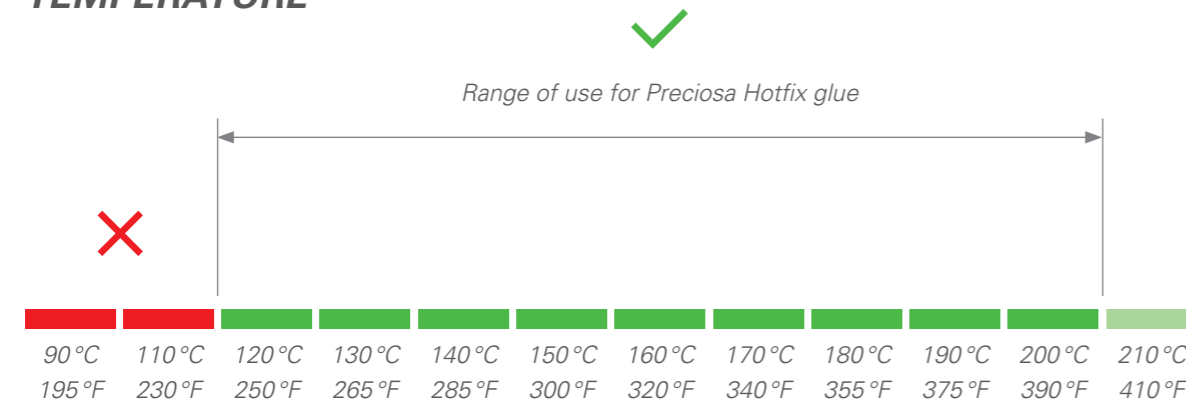 TEMPERATURE
Range of use for Preciosa Hotfix glue
90°C 110°C 120°C 130°C 140°C 150°C 160°C 170°C 180°C 190°C 200°C 210°C
195°F 230°F 250°F 265°F 285°F 300°F 320°F 340°F 355°F 375°F 390°F 410°F